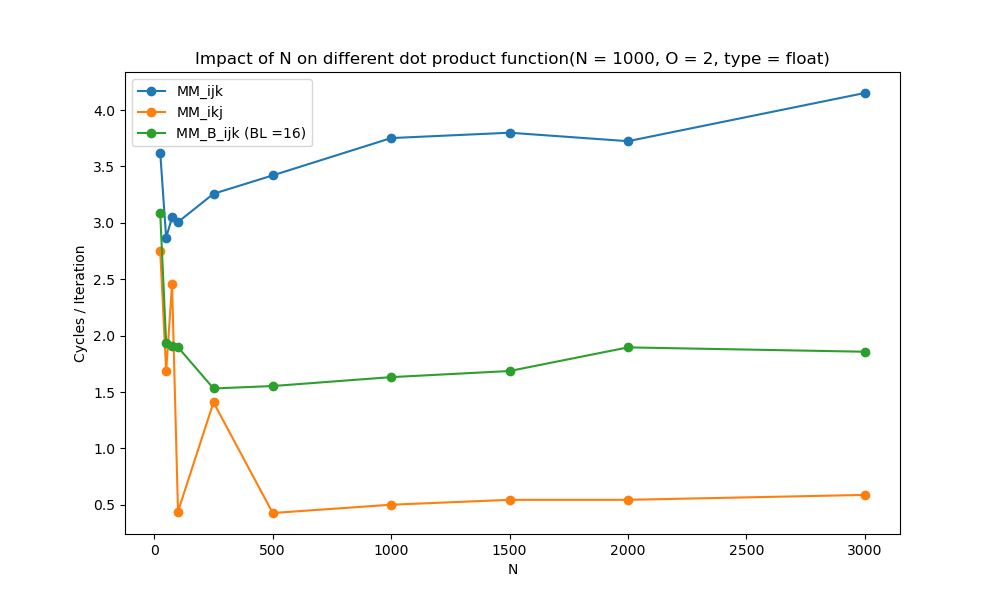 Impact of N on different dot product function(N = 1000, O = 2, type = float)
MM_ijk
MM_ikj
MM_B_ijk (BL =16)
Cycles / Iteration
4.0
3.5
3.0
2.5
2.0
1.5
1.0
0.5
0 500 1000 1500 2000 2500 3000
N